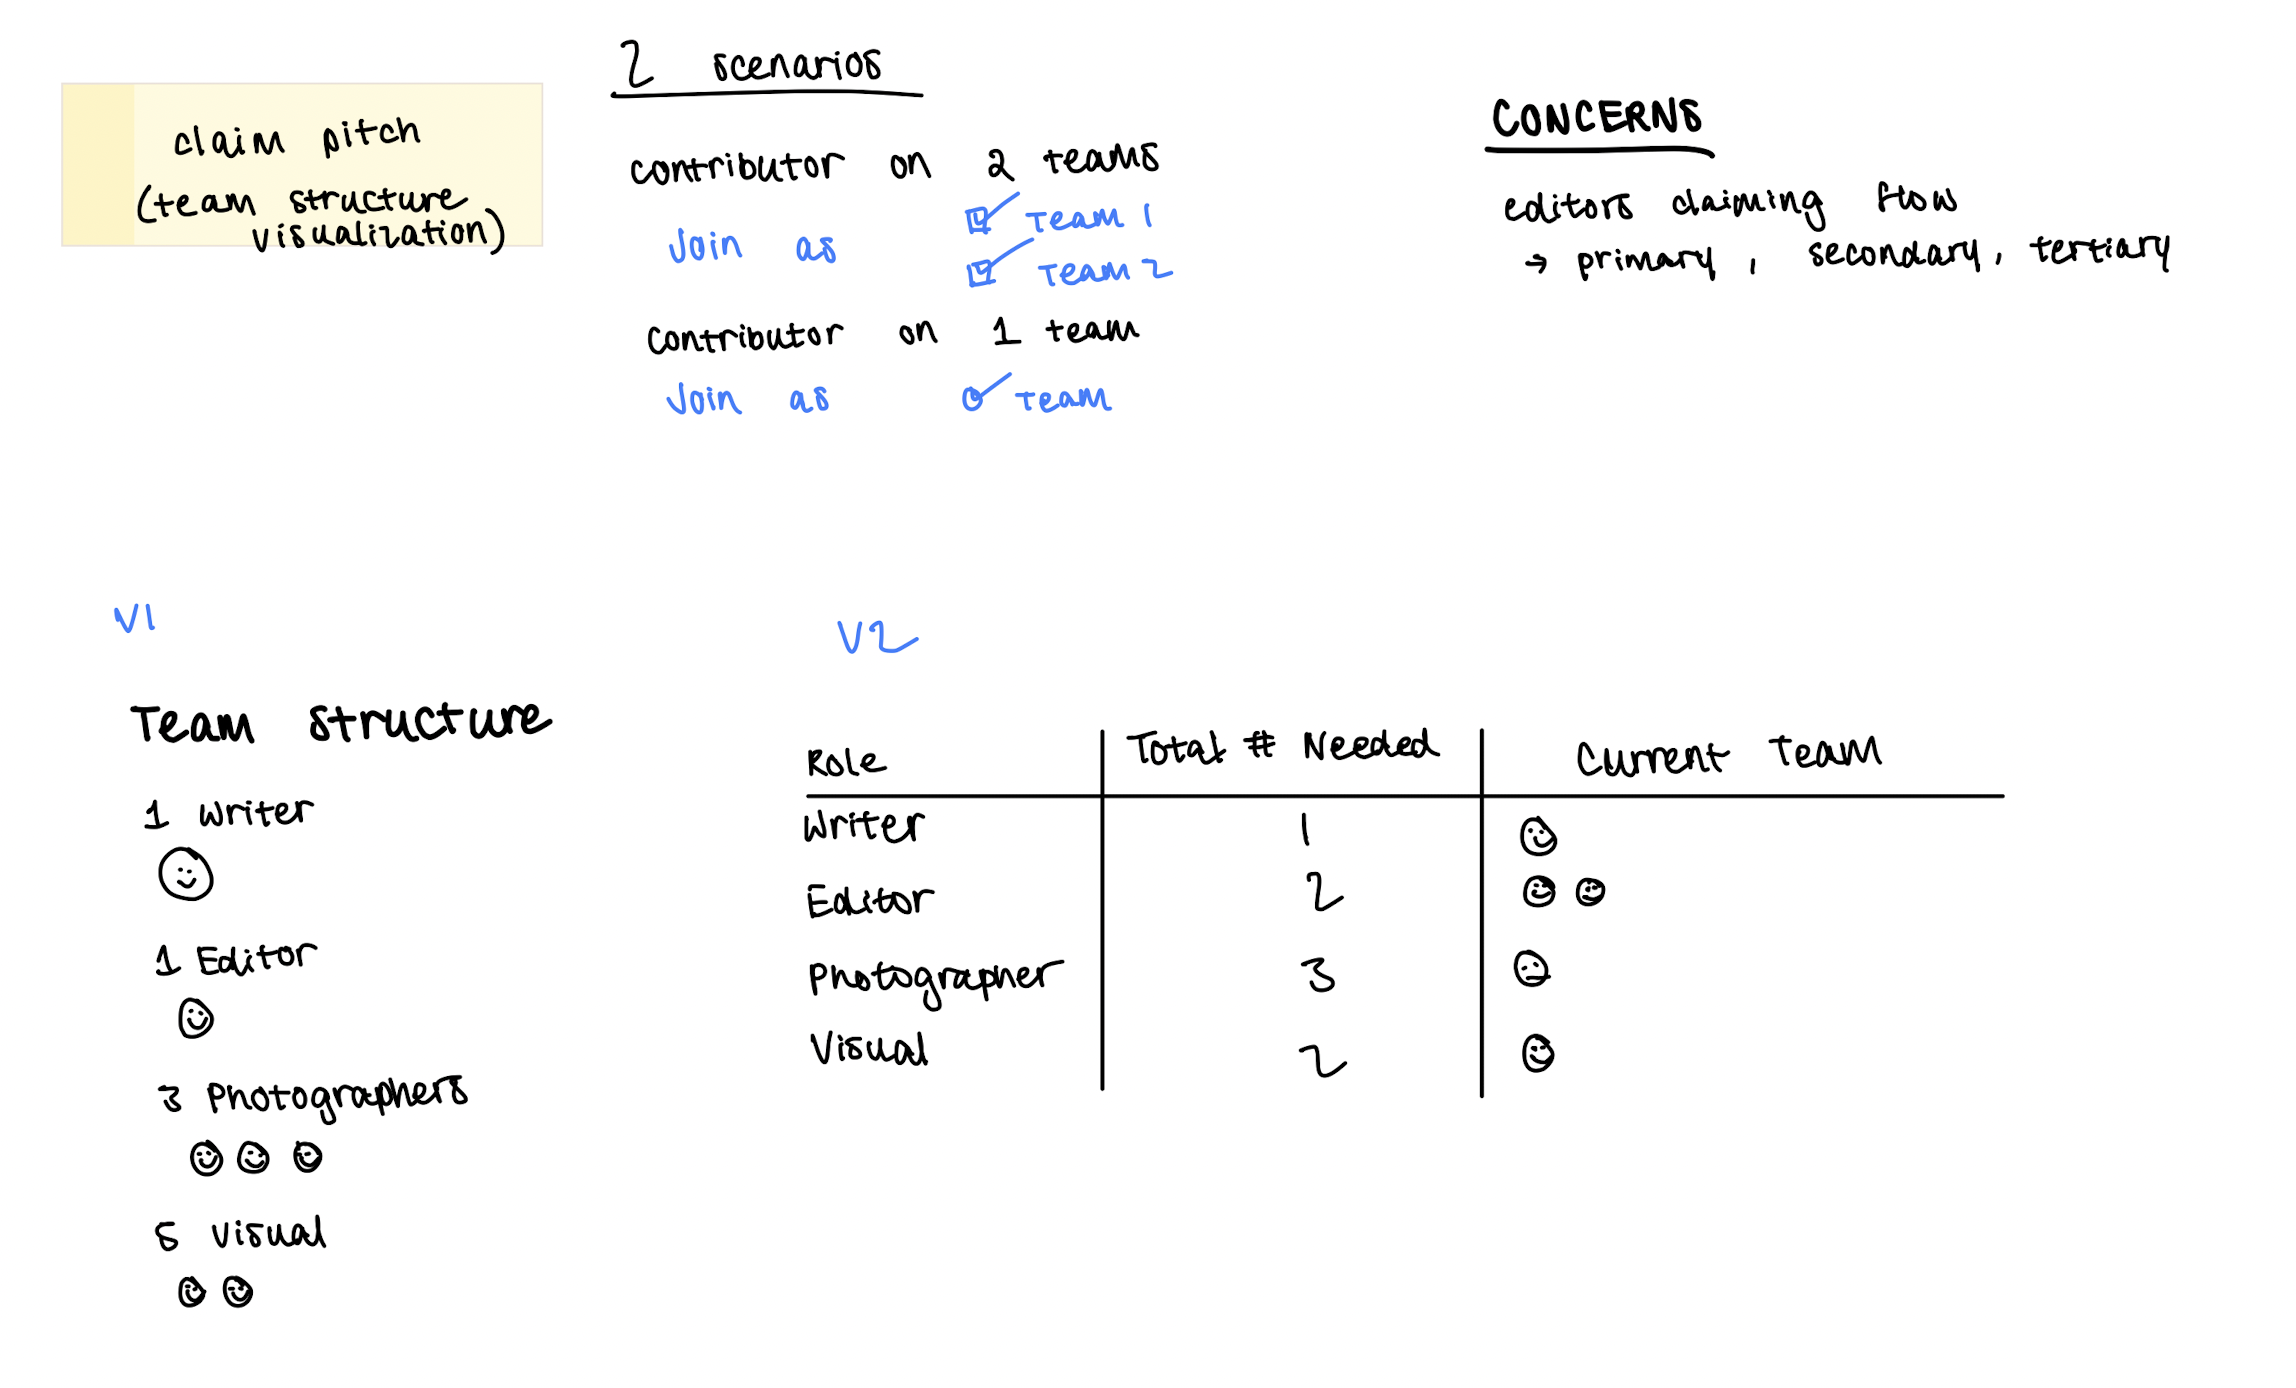 claim pitch
(team structure
visualization)
2 scenarios
contributor on 2 teams
Join as Team 1
Team 2
contributor on 1 team
Join as Team
CONCERNS
editors claiming flow
→ primary, secondary, tertiary
V1
Team structure
1 Writer
1 Editor
3 Photographers
5 visual
V2
Role Total # Needed Current Team
Writer 1
Editor 2
Photographer 3
Visual 2